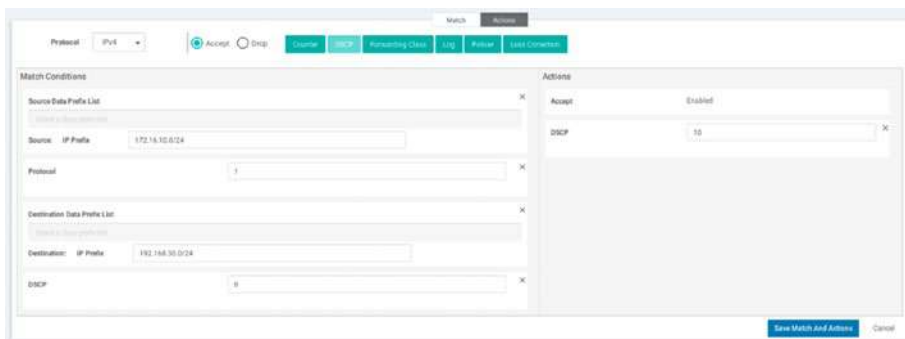 Match Actions
Protocol IPv4 Accept Drop Counter DSCP Forwarding Class Log Policer Loss Correction
Match Conditions
Source Data Prefix List
Source: IP Prefix 172.16.10.0/24
Protocol 1
Destination Data Prefix List
Destination: IP Prefix 192.168.30.0/24
DSCP
Actions
Accept Enabled
DSCP 10
Save Match And Actions Cancel